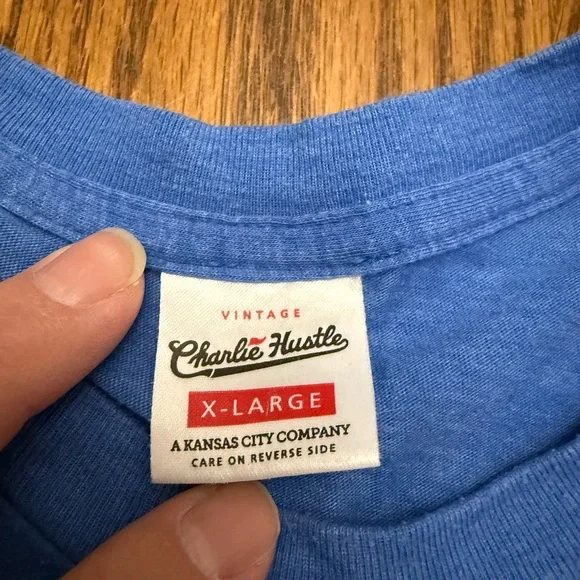 VINTAGE
Charlie Hustle
X-LARGE
A KANSAS CITY COMPANY
CARE ON REVERSE SIDE